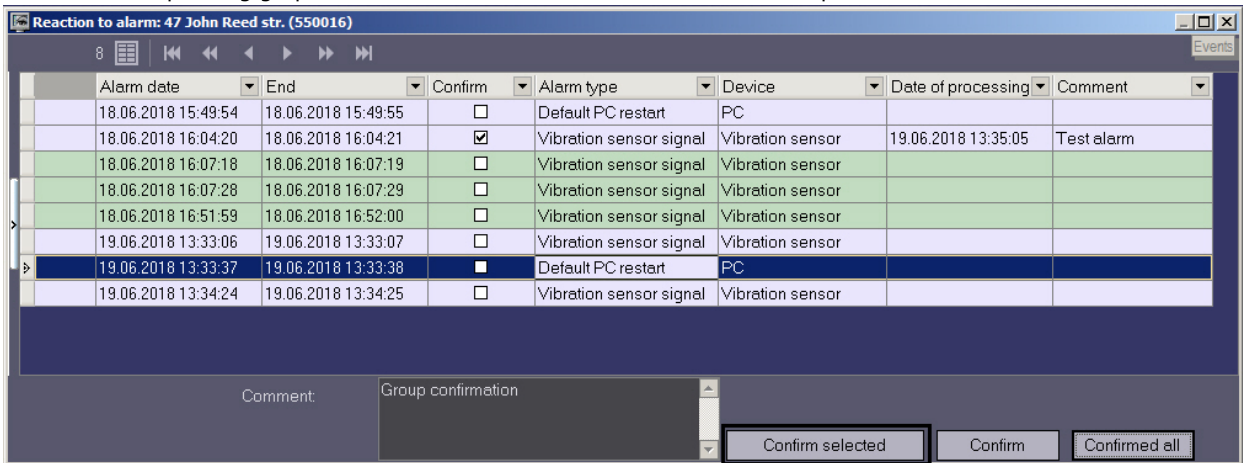 Reaction to alarm: 47 John Reed str. (550016)
8
Events
Alarm date End Confirm Alarm type Device Date of processing Comment
18.06.2018 15:49:54 18.06.2018 15:49:55 Default PC restart PC
18.06.2018 16:04:20 18.06.2018 16:04:21 Vibration sensor signal Vibration sensor 19.06.2018 13:35:05 Test alarm
18.06.2018 16:07:18 18.06.2018 16:07:19 Vibration sensor signal Vibration sensor
18.06.2018 16:07:28 18.06.2018 16:07:29 Vibration sensor signal Vibration sensor
18.06.2018 16:51:59 18.06.2018 16:52:00 Vibration sensor signal Vibration sensor
19.06.2018 13:33:06 19.06.2018 13:33:07 Vibration sensor signal Vibration sensor
19.06.2018 13:33:37 19.06.2018 13:33:38 Default PC restart PC
19.06.2018 13:34:24 19.06.2018 13:34:25 Vibration sensor signal Vibration sensor
Comment: Group confirmation
Confirm selected Confirm Confirmed all